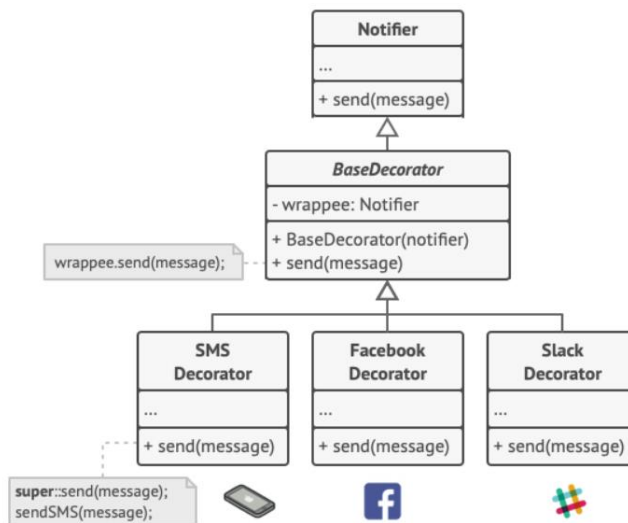 Notifier
...
+ send(message)
BaseDecorator
- wrappee: Notifier
+ BaseDecorator(notifier)
+ send(message)
wrappee.send(message);
SMS
Decorator
...
+ send(message)
Facebook
Decorator
...
+ send(message)
Slack
Decorator
...
+ send(message)
super::send(message);
sendSMS(message);